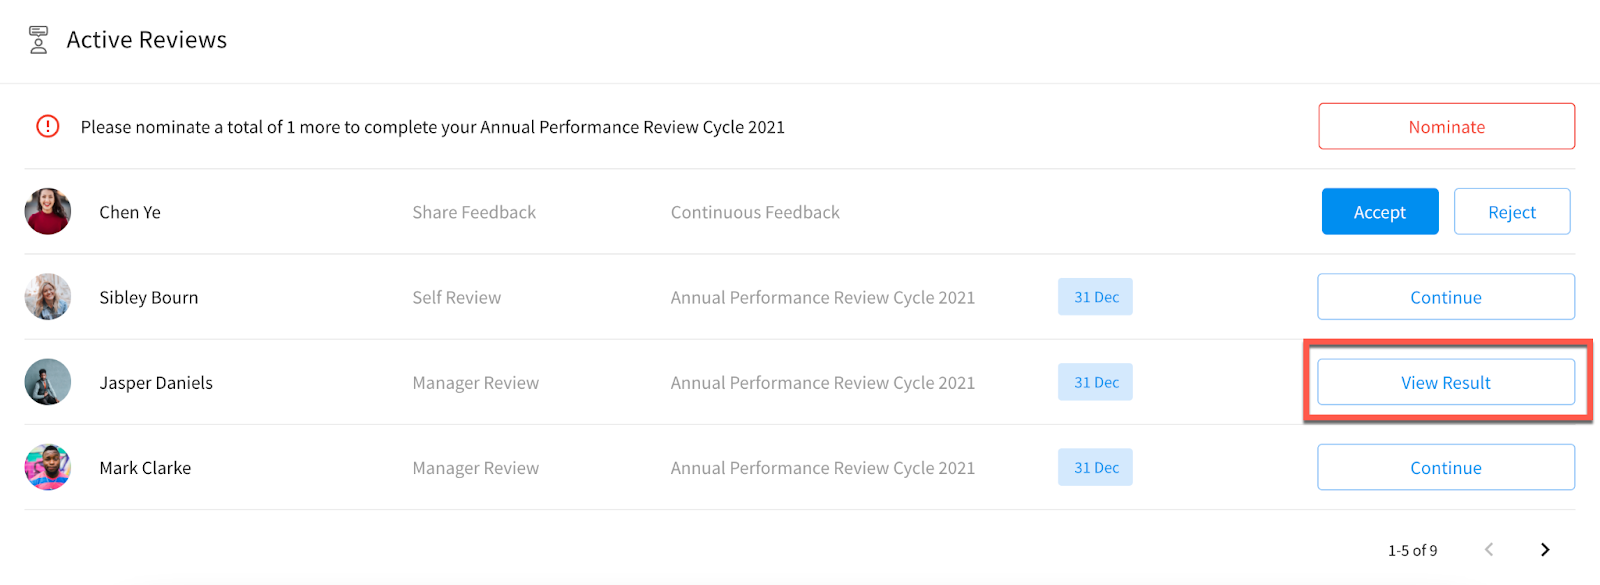 Active Reviews
Please nominate a total of 1 more to complete your Annual Performance Review Cycle 2021 Nominate
Chen Ye Share Feedback Continuous Feedback Accept Reject
Sibley Bourn Self Review Annual Performance Review Cycle 2021 31 Dec Continue
Jasper Daniels Manager Review Annual Performance Review Cycle 2021 31 Dec View Result
Mark Clarke Manager Review Annual Performance Review Cycle 2021 31 Dec Continue
1-5 of 9